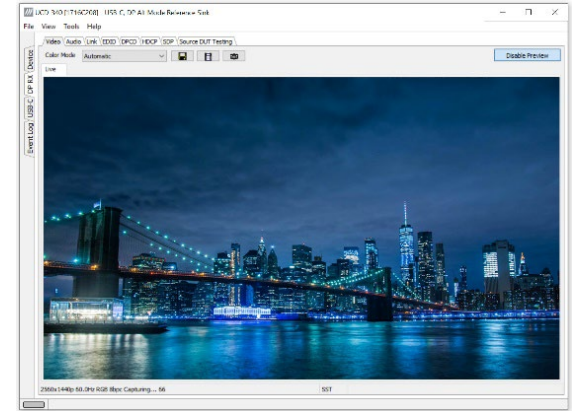 UCD-340 [1716C208] - USB-C, DP Alt Mode Reference Sink
File View Tools Help
Video Audio Link EDID DPCD HDCP SDP Source DUT Testing
Color Mode Automatic Disable Preview
Live
Device
DP RX
USB-C
Event Log
2560x1440p 60.0Hz RGB 8bpc Capturing... 66 SST